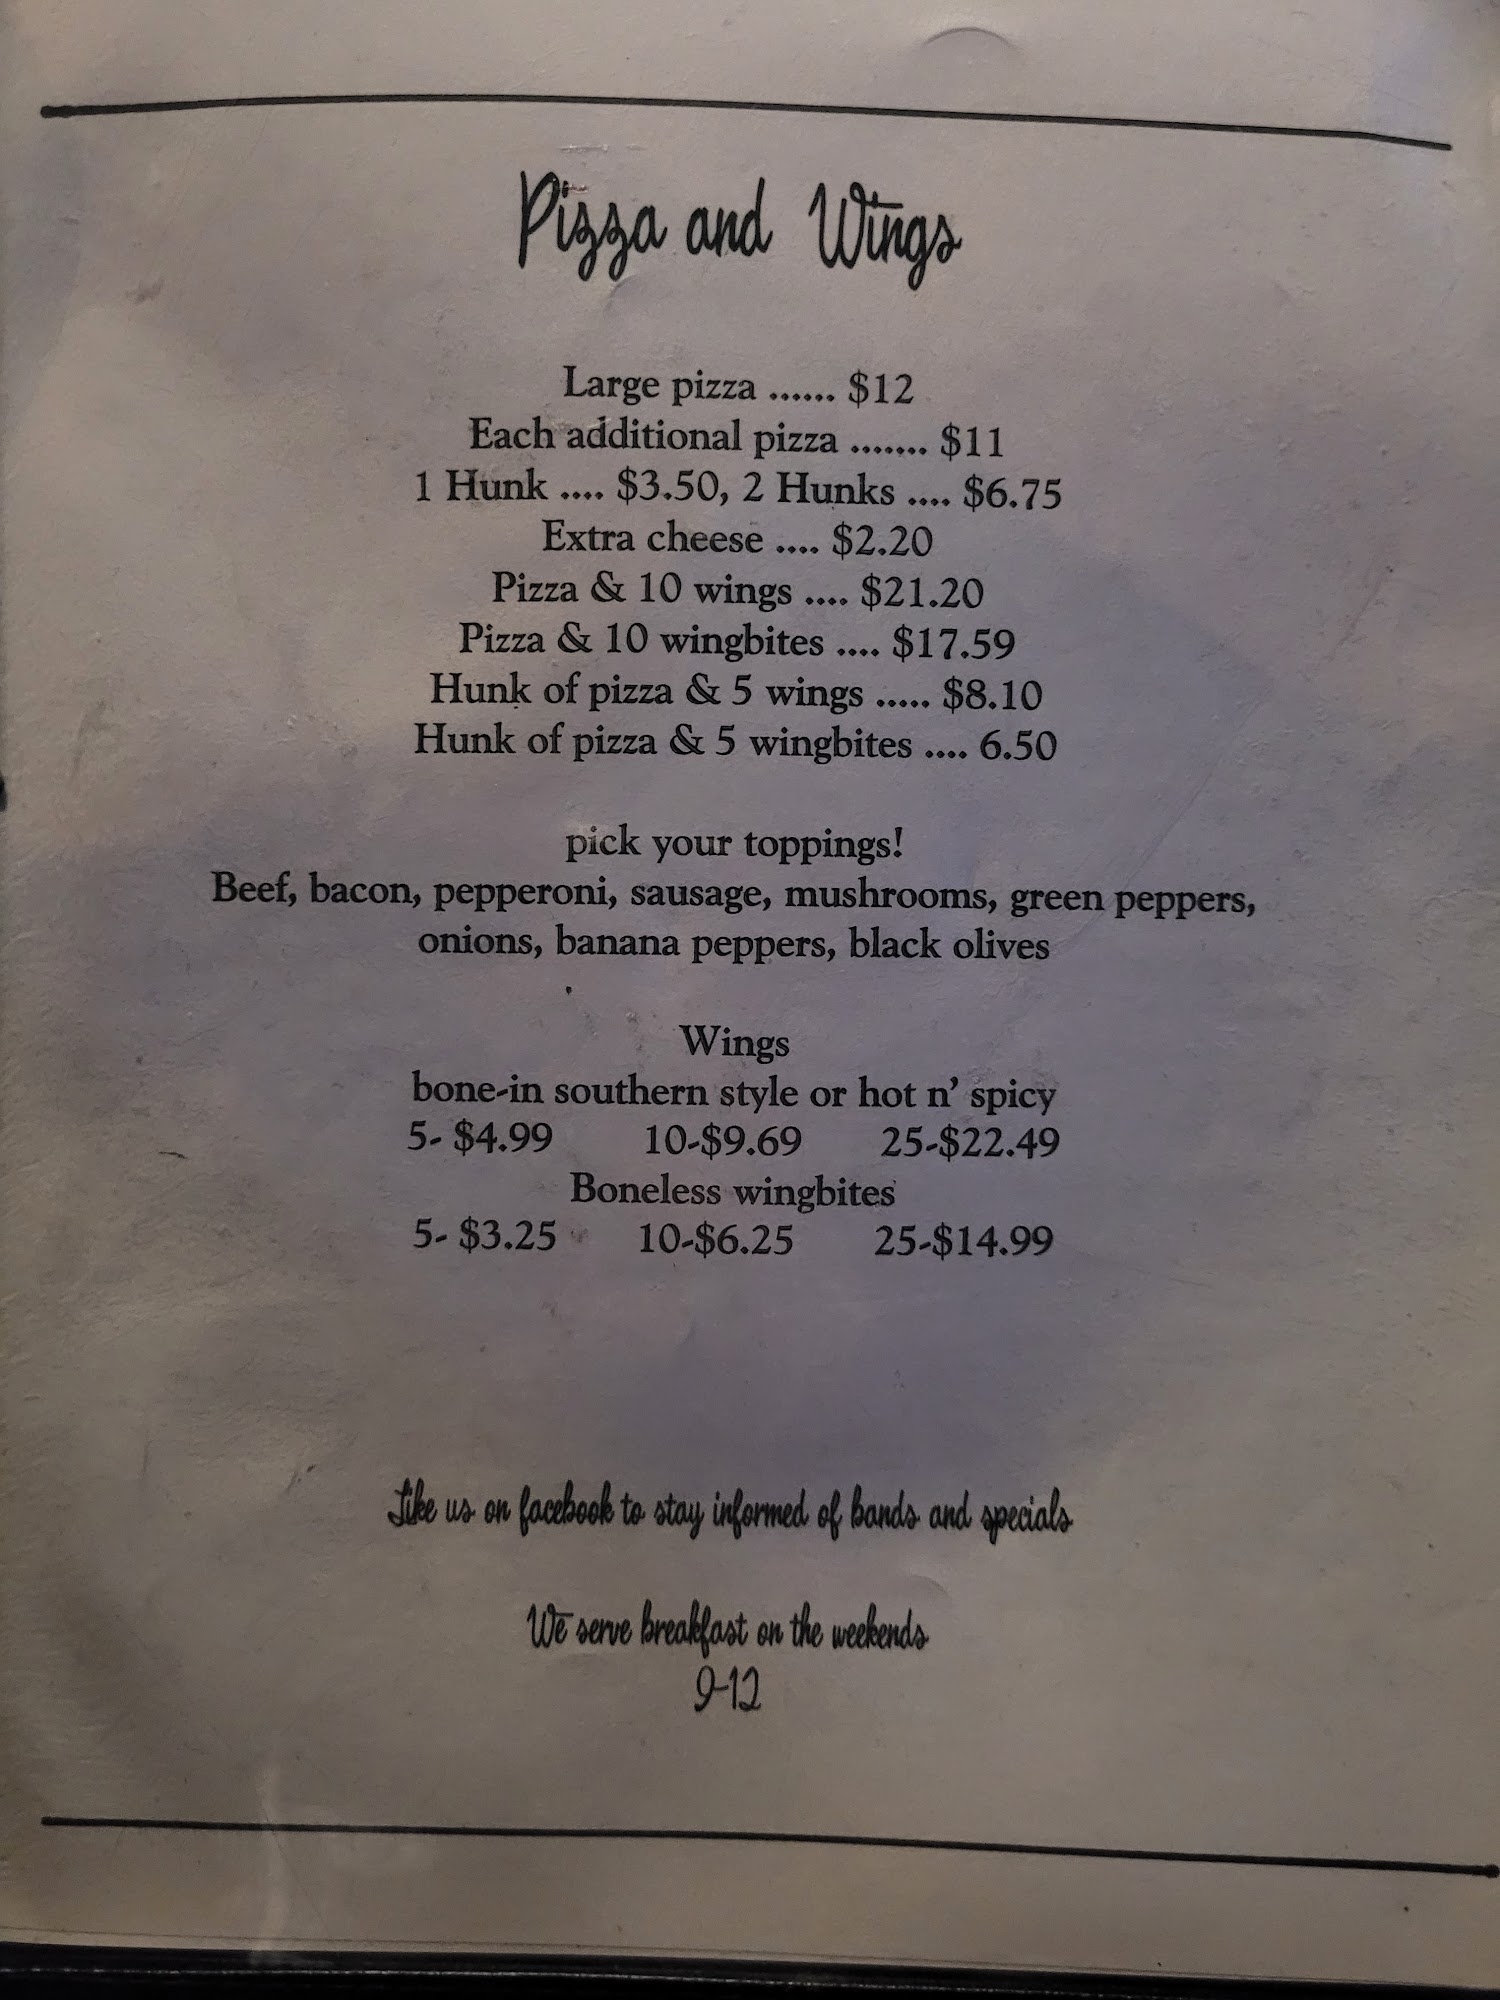 Pizza and Wings
Large pizza ...... $12
Each additional pizza ....... $11
1 Hunk .... $3.50, 2 Hunks .... $6.75
Extra cheese .... $2.20
Pizza & 10 wings .... $21.20
Pizza & 10 wingbites .... $17.59
Hunk of pizza & 5 wings ..... $8.10
Hunk of pizza & 5 wingbites .... 6.50
pick your toppings!
Beef, bacon, pepperoni, sausage, mushrooms, green peppers,
onions, banana peppers, black olives
Wings
bone-in southern style or hot n' spicy
5- $4.99 10-$9.69 25-$22.49
Boneless wingbites
5- $3.25 10-$6.25 25-$14.99
Like us on facebook to stay informed of bands and specials
We serve breakfast on the weekends
9-12